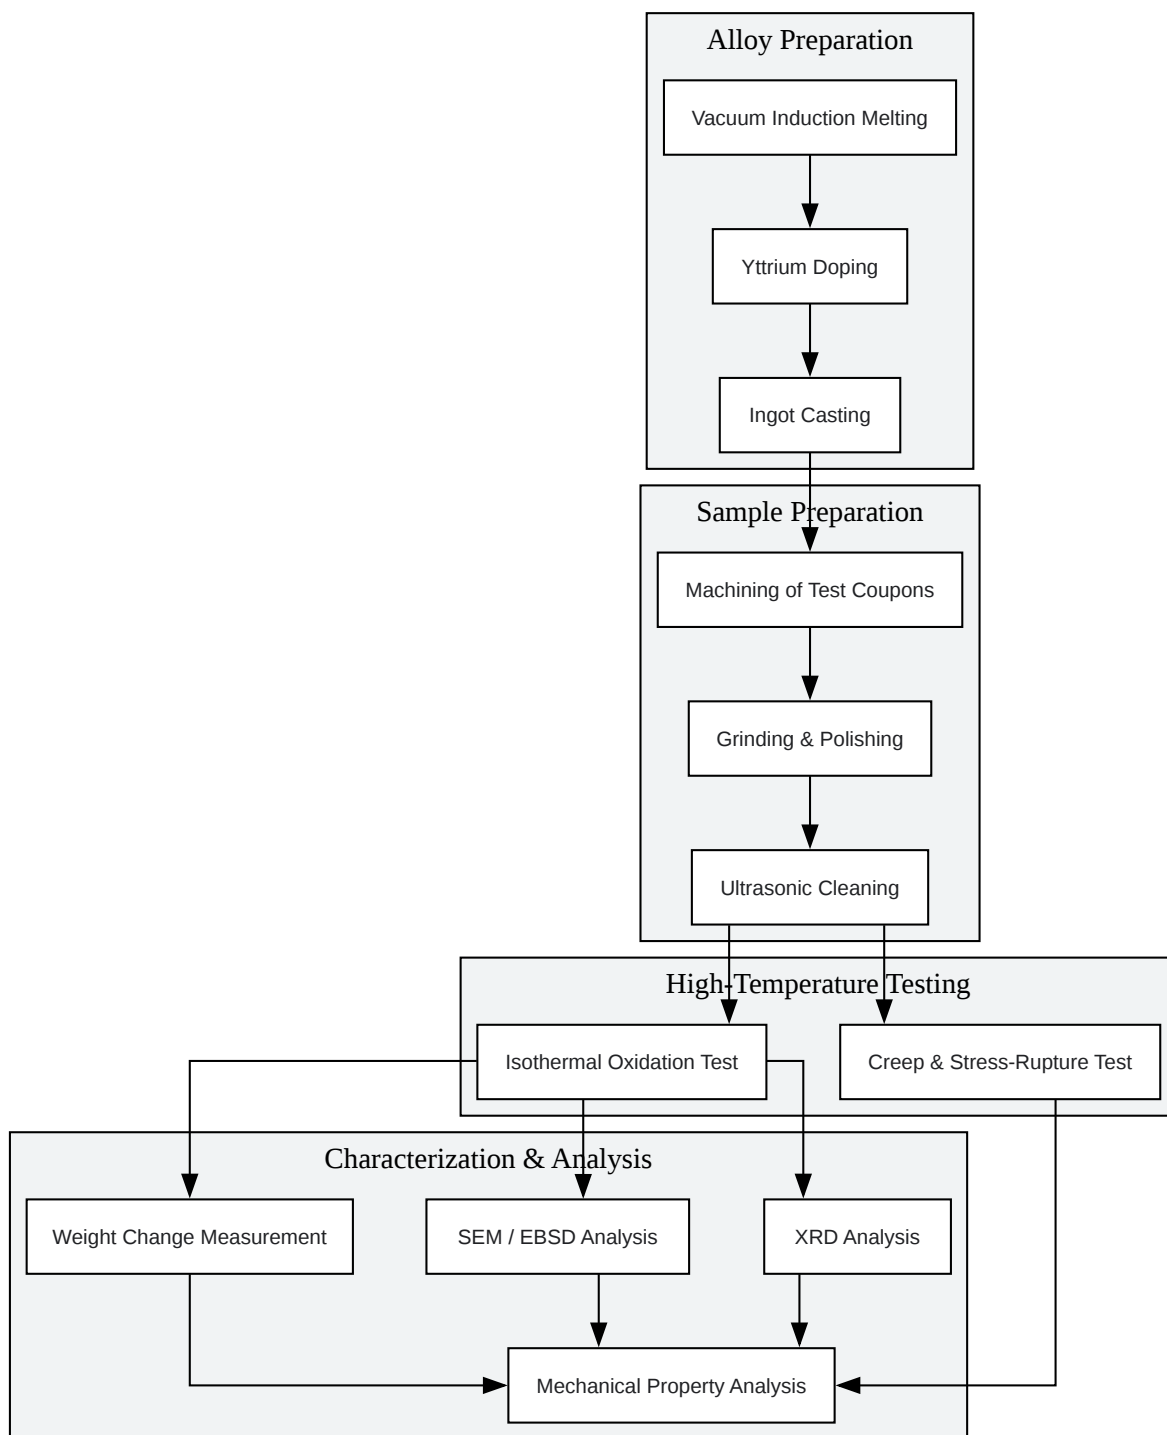 Alloy Preparation
Vacuum Induction Melting
Yttrium Doping
Ingot Casting
Sample Preparation
Machining of Test Coupons
Grinding & Polishing
Ultrasonic Cleaning
High-Temperature Testing
Isothermal Oxidation Test
Creep & Stress-Rupture Test
Characterization & Analysis
Weight Change Measurement
SEM / EBSD Analysis
XRD Analysis
Mechanical Property Analysis